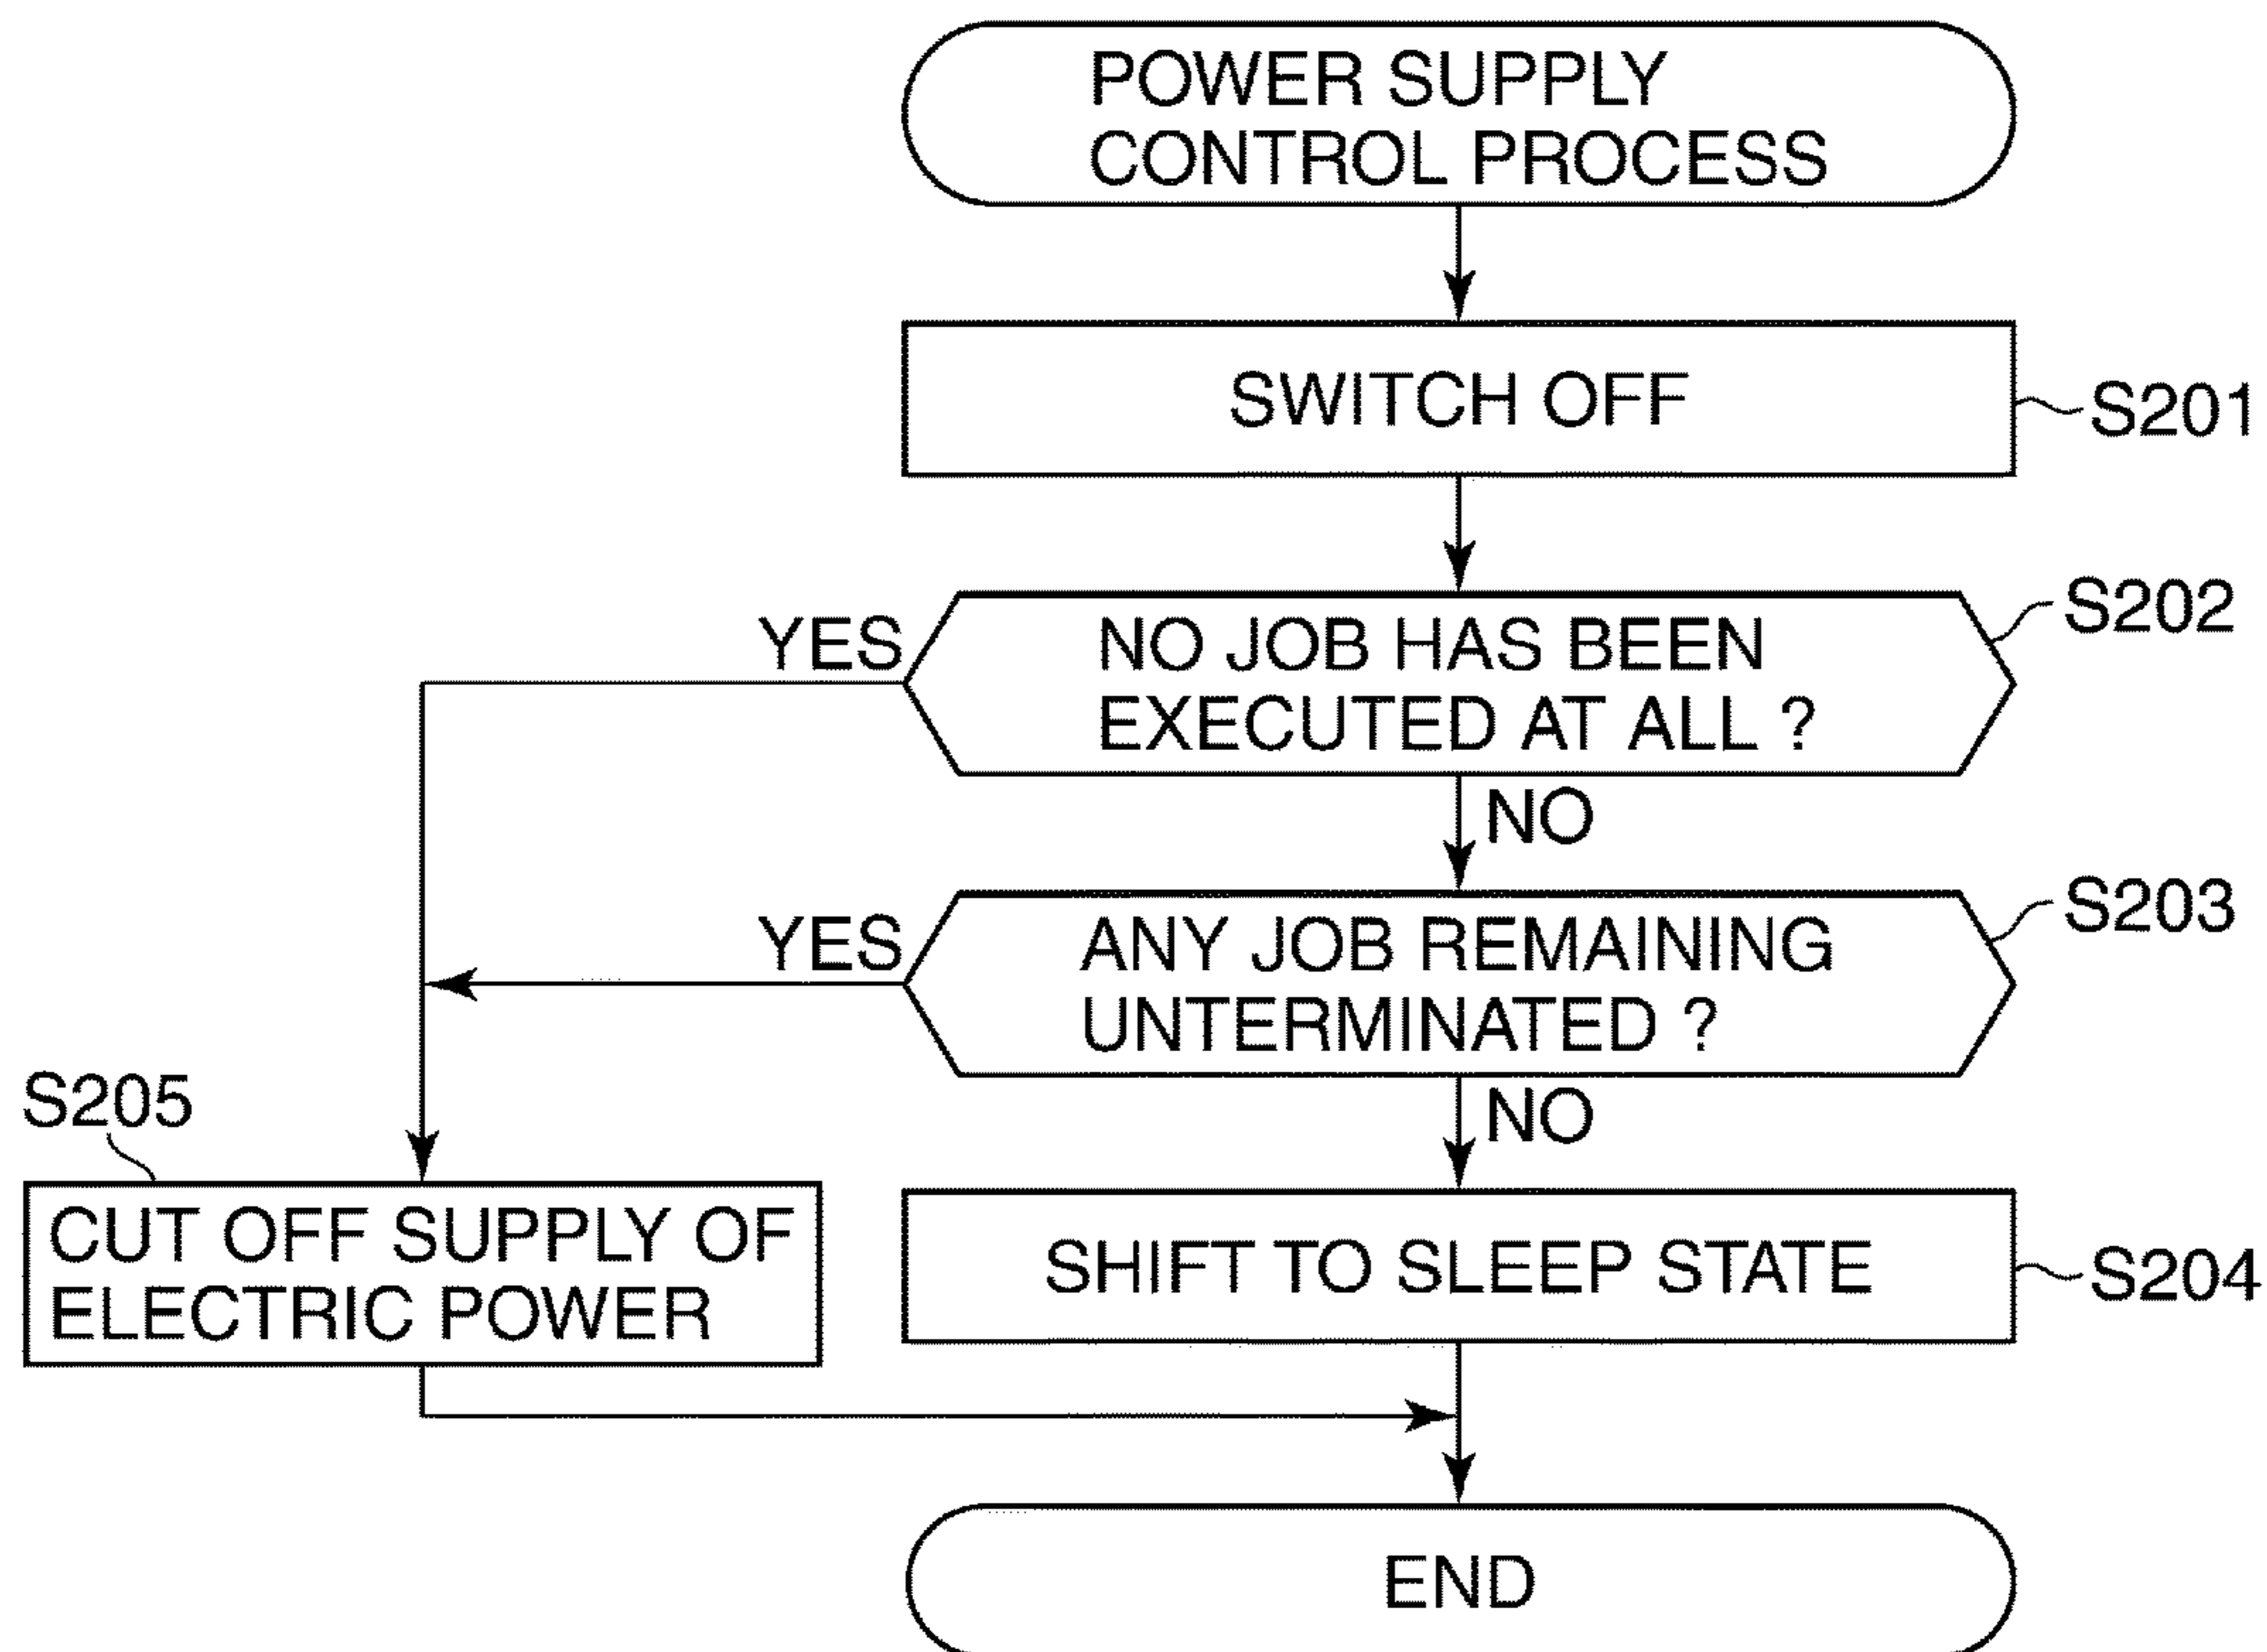 POWER SUPPLY
CONTROL PROCESS
SWITCH OFF
S201
S202
YES
NO JOB HAS BEEN
EXECUTED AT ALL ?
NO
S203
YES
ANY JOB REMAINING
UNTERMINATED ?
NO
S205
CUT OFF SUPPLY OF
ELECTRIC POWER
SHIFT TO SLEEP STATE
S204
END